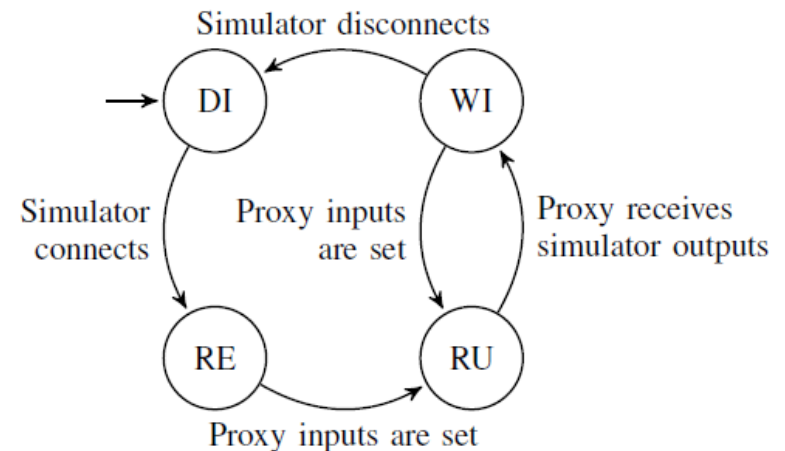 Simulator disconnects
DI
WI
Simulator
connects
Proxy inputs
are set
Proxy receives
simulator outputs
RE
RU
Proxy inputs are set